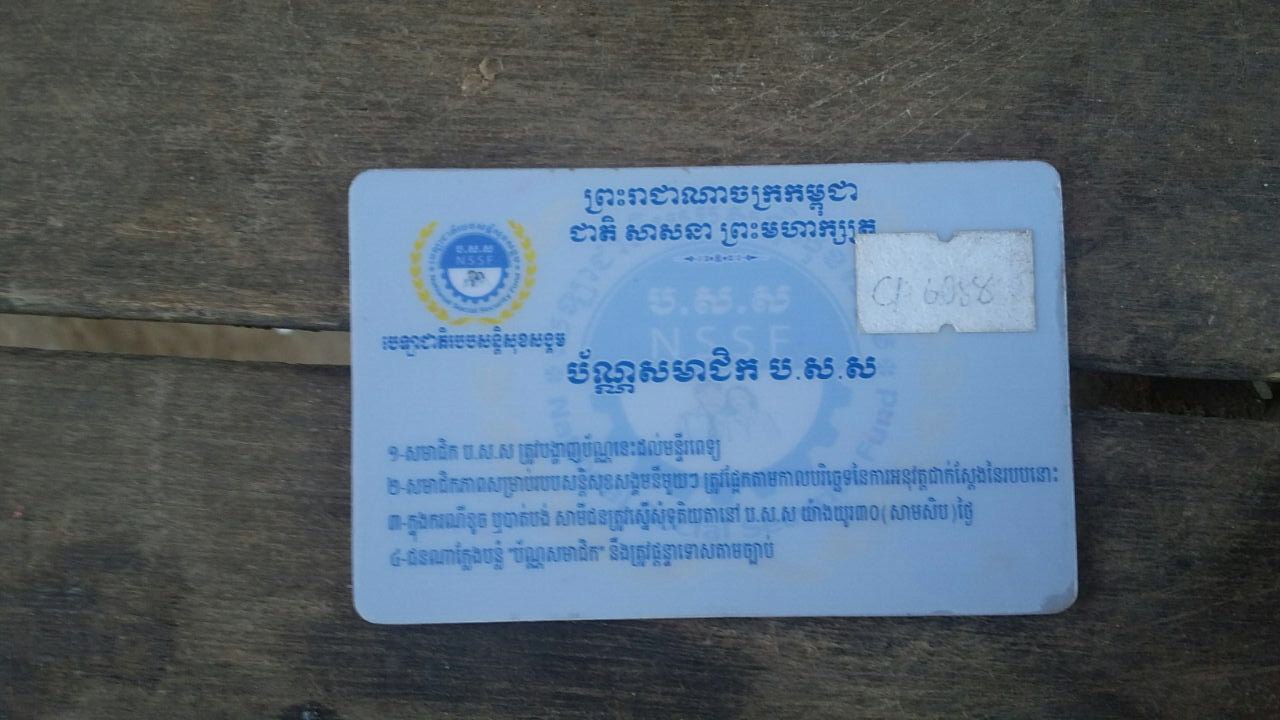 ព្រះរាជាណាចក្រកម្ពុជា
ជាតិ សាសនា ព្រះមហាក្សត្រ
ប.ស.ស
NSSF
បេឡាជាតិរបបសន្តិសុខសង្គម
ប.ស.ស
NSSF
ប័ណ្ណសមាជិក ប.ស.ស
១-សមាជិក ប.ស.ស ត្រូវបង្ហាញប័ណ្ណនេះដល់មន្ទីរពេទ្យ
២-សមាជិកភាពសម្រាប់របបសន្តិសុខសង្គមនីមួយៗ ត្រូវផ្អែកតាមកាលបរិច្ឆេទនៃការអនុវត្តជាក់ស្តែងនៃរបបនោះ
៣-ក្នុងករណីខូច ឬបាត់បង់ សាមីជនត្រូវស្នើសុំទុតិយតានៅ ប.ស.ស យ៉ាងយូរ៣០(សាមសិប)ថ្ងៃ
៤-ជនណាក្លែងបន្លំ "ប័ណ្ណសមាជិក" នឹងត្រូវផ្តន្ទាទោសតាមច្បាប់